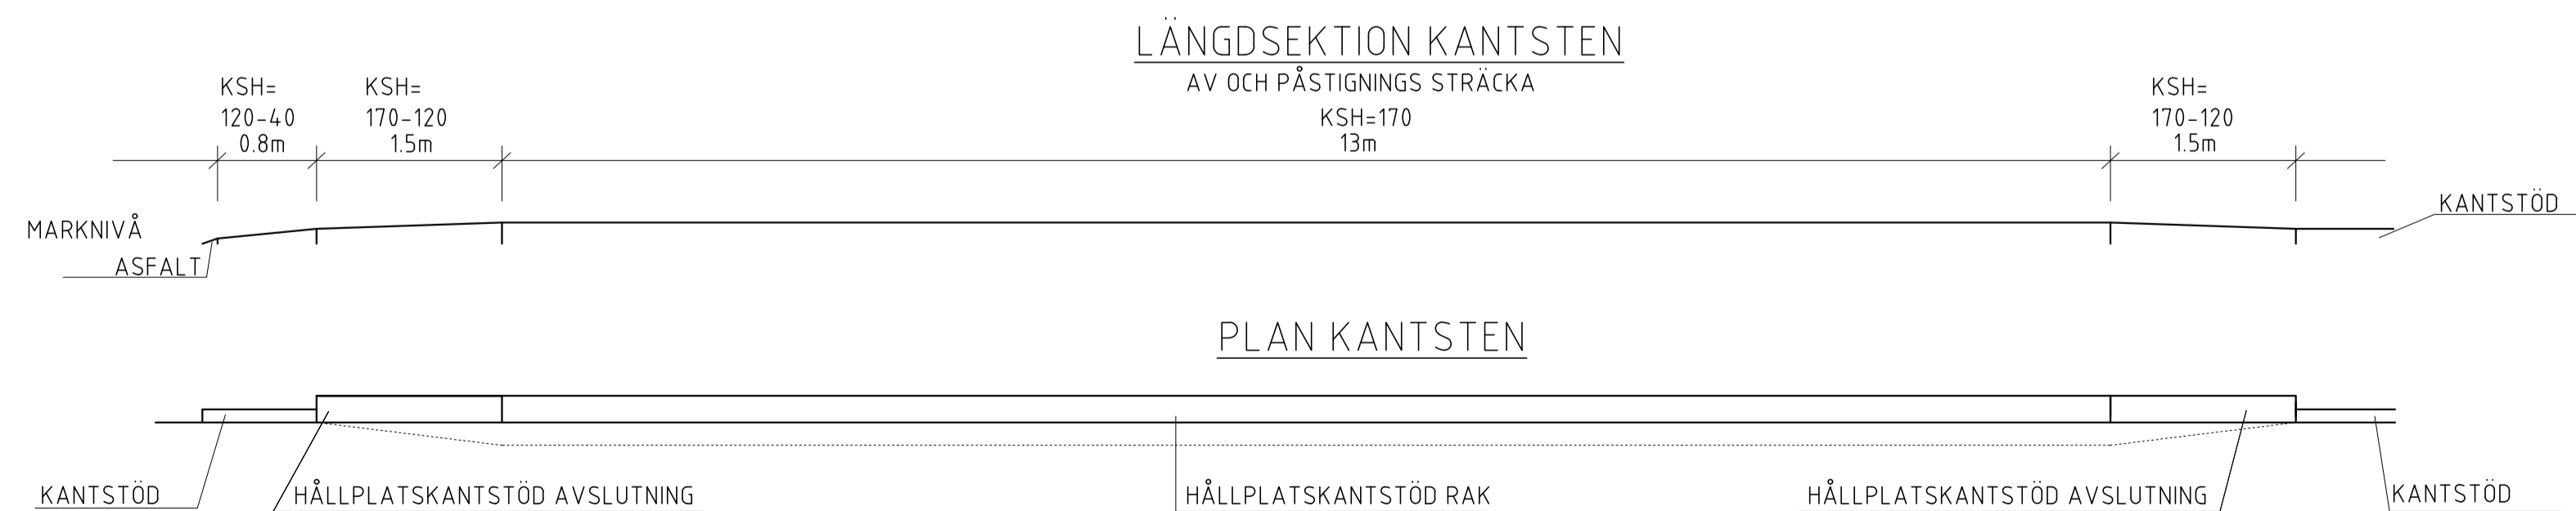 LÄNGDSEKTION KANTSTEN
AV OCH PÅSTIGNINGS STRÄCKA
KSH=
120-40
0.8m
KSH=
170-120
1.5m
KSH=170
13m
KSH=
170-120
1.5m
KANTSTÖD
MARKNIVÅ
ASFALT
PLAN KANTSTEN
KANTSTÖD
HÅLLPLATSKANTSTÖD AVSLUTNING
HÅLLPLATSKANTSTÖD RAK
HÅLLPLATSKANTSTÖD AVSLUTNING
KANTSTÖD